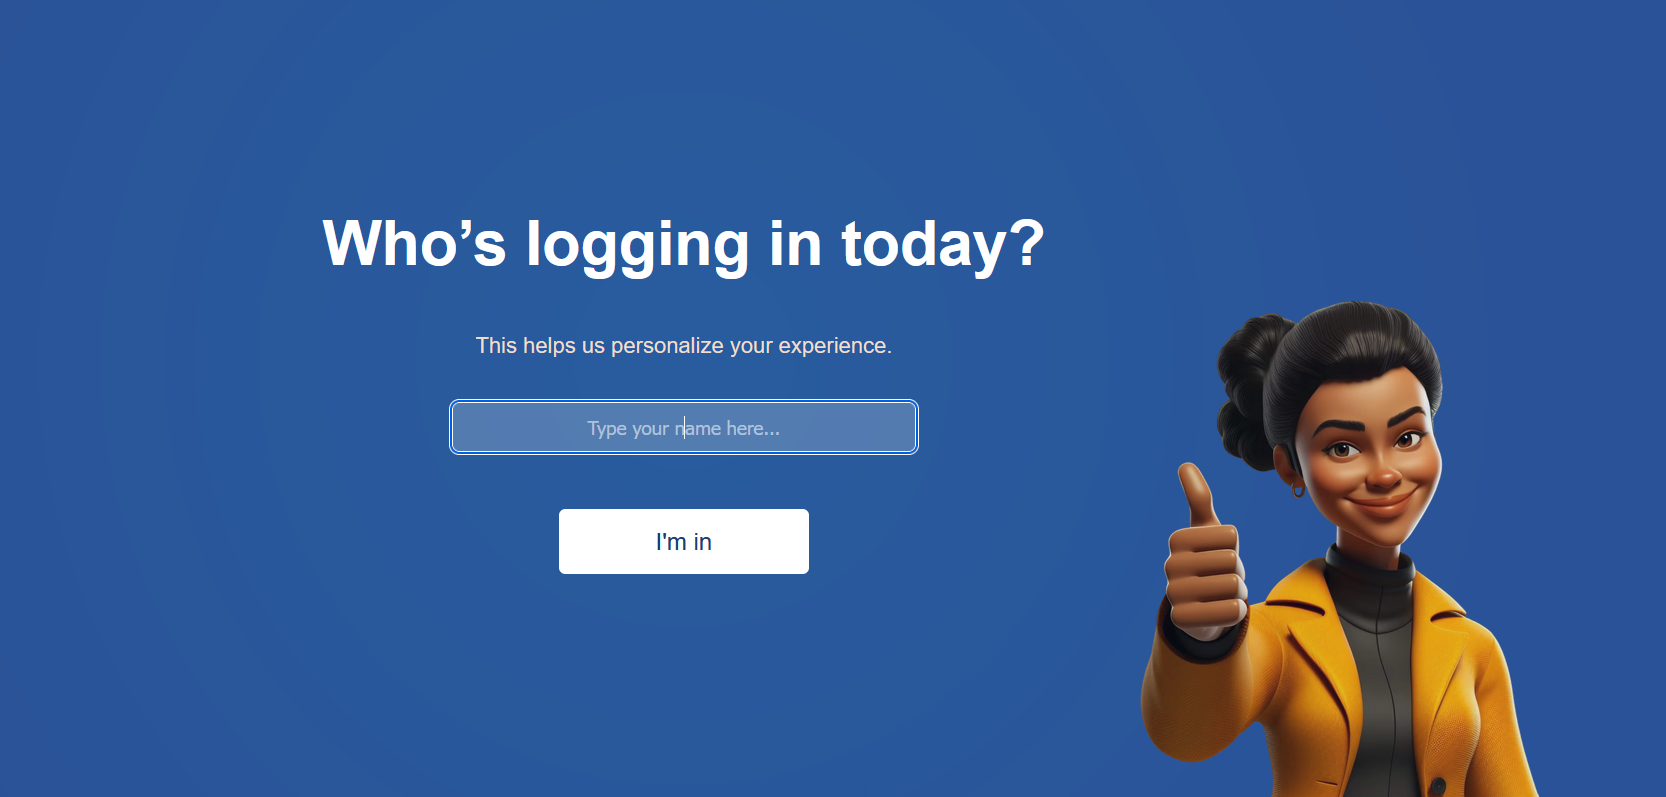 Who’s logging in today?
This helps us personalize your experience.
Type your name here...
I'm in